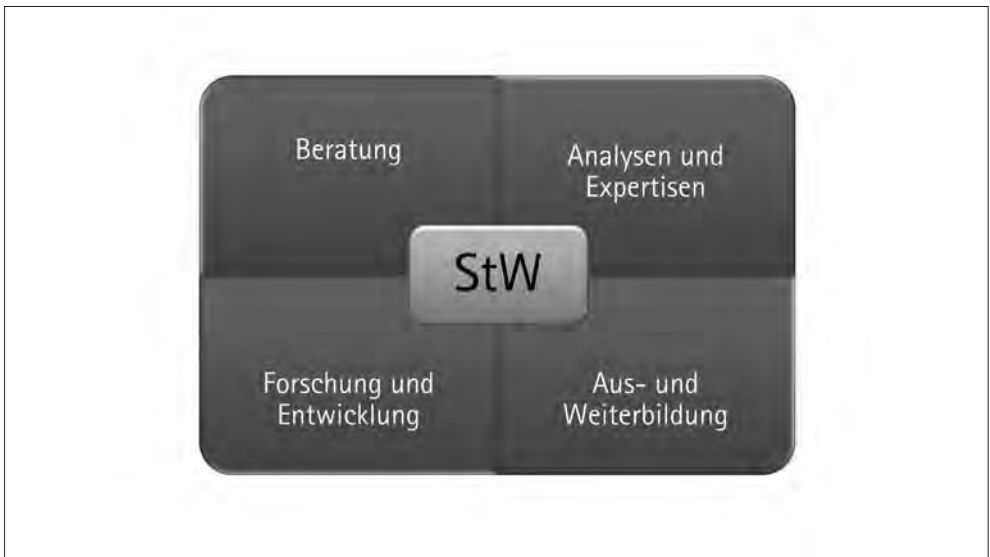 Beratung
Analysen und
Expertisen
StW
Forschung und
Entwicklung
Aus- und
Weiterbildung